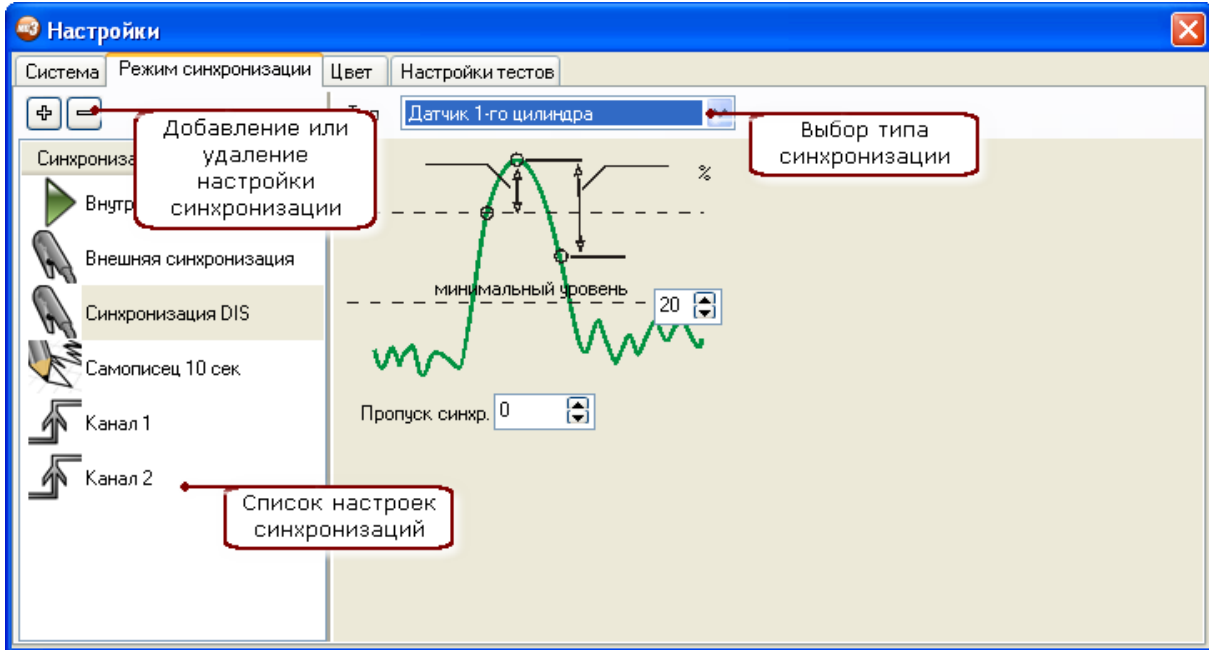 Настройки
Система Режим синхронизации Цвет Настройки тестов
Датчик 1-го цилиндра
Добавление или
удаление
настройки
синхронизации
Выбор типа
синхронизации
%
Внешняя синхронизация
минимальный уровень
20
Синхронизация DIS
Самописец 10 сек
Пропуск синхр. 0
Канал 1
Канал 2
Список настроек
синхронизаций